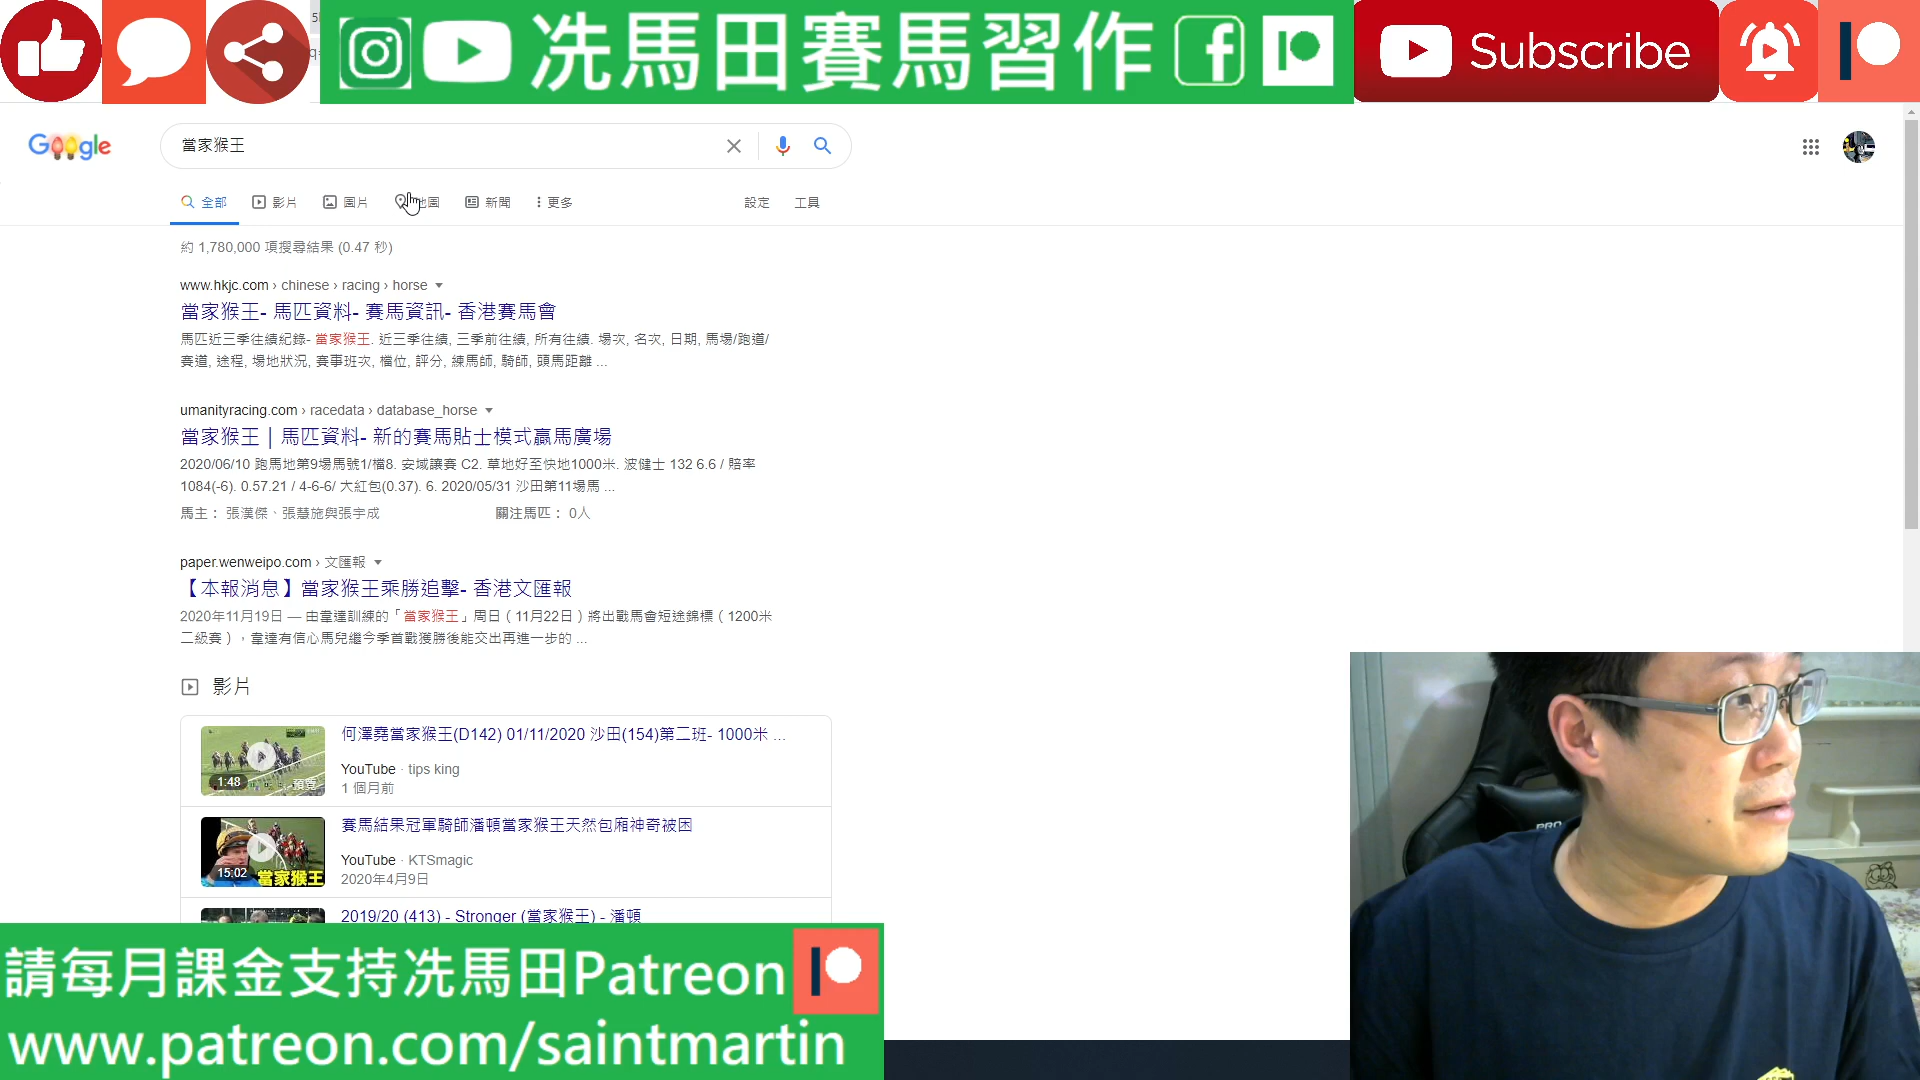 冼馬田賽馬習作
Subscribe
Google
當家猴王
全部 影片 圖片 地圖 新聞 更多 設定 工具
約 1,780,000 項搜尋結果 (0.47 秒)
www.hkjc.com › chinese › racing › horse
當家猴王- 馬匹資料- 賽馬資訊- 香港賽馬會
馬匹近三季往績紀錄- 當家猴王. 近三季往績, 三季前往績, 所有往績. 場次, 名次, 日期, 馬場/跑道/
賽道, 途程, 場地狀況, 賽事班次, 檔位, 評分, 練馬師, 騎師, 頭馬距離 ...
umanityracing.com › racedata › database_horse
當家猴王 | 馬匹資料- 新的賽馬貼士模式贏馬廣場
2020/06/10 跑馬地第9場馬號1/檔8. 安域讓賽 C2. 草地好至快地1000米. 波健士 132 6.6 / 賠率
1084(-6). 0.57.21 / 4-6-6/ 大紅包(0.37). 6. 2020/05/31 沙田第11場馬 ...
馬主： 張漢傑、張慧施與張宇成 關注馬匹： 0人
paper.wenweipo.com › 文匯報
【本報消息】當家猴王乘勝追擊- 香港文匯報
2020年11月19日 — 由韋達訓練的「當家猴王」周日（11月22日）將出戰馬會短途錦標（1200米
二級賽），韋達有信心馬兒繼今季首戰獲勝後能交出再進一步的 ...
影片
何澤堯當家猴王(D142) 01/11/2020 沙田(154)第二班- 1000米 ...
1:48
預覽
YouTube · tips king
1 個月前
賽馬結果冠軍騎師潘頓當家猴王天然包廂神奇被困
15:02
當家猴王
YouTube · KTSmagic
2020年4月9日
2019/20 (413) - Stronger (當家猴王) - 潘頓
請每月課金支持冼馬田Patreon
www.patreon.com/saintmartin
PRO